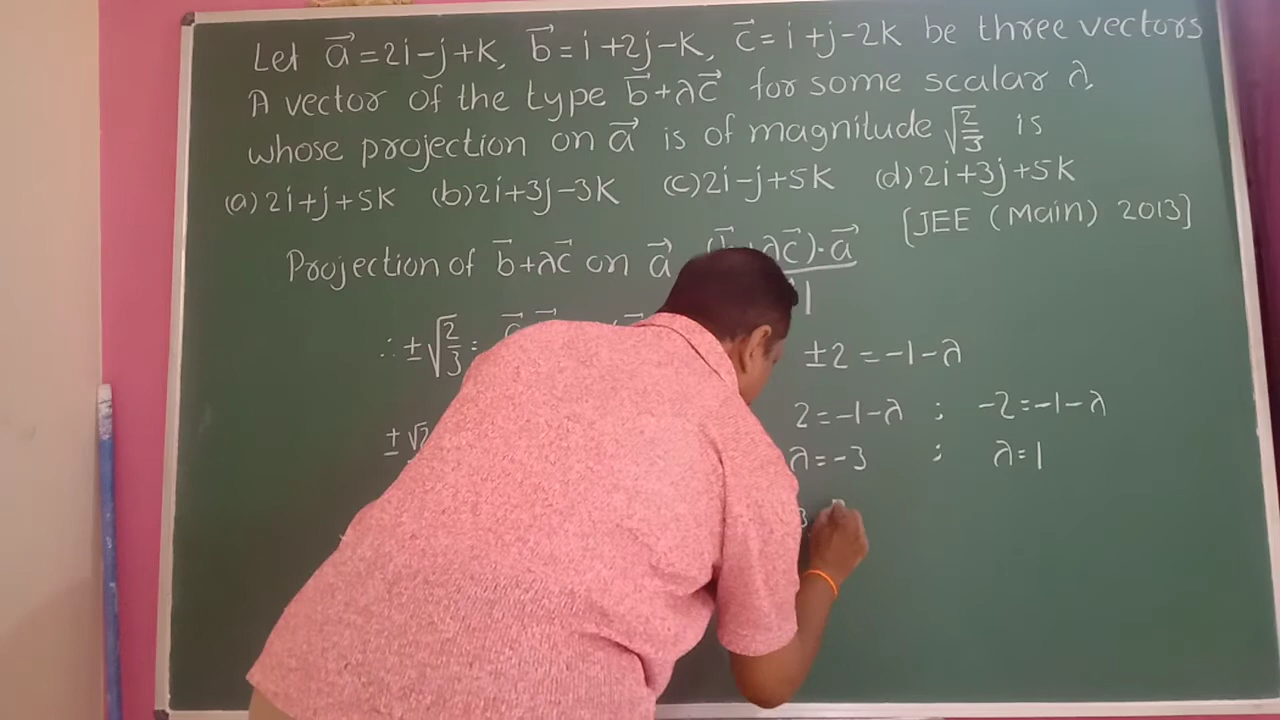 Let a⃗ = 2i-j+k, b⃗ = i+2j-k, c⃗ = i+j-2k be three vectors
A vector of the type b⃗+λc⃗ for some scalar λ,
whose projection on a⃗ is of magnitude √(2/3) is
(a) 2i+j+5k (b) 2i+3j-3k (c) 2i-j+5k (d) 2i+3j+5k
[JEE (Main) 2013]
Projection of b⃗+λc⃗ on a⃗ λc⃗)·a⃗
∴ ±√(2/3) =
±2 = -1-λ
2 = -1-λ ; -2 = -1-λ
±√2
λ = -3 ; λ = 1